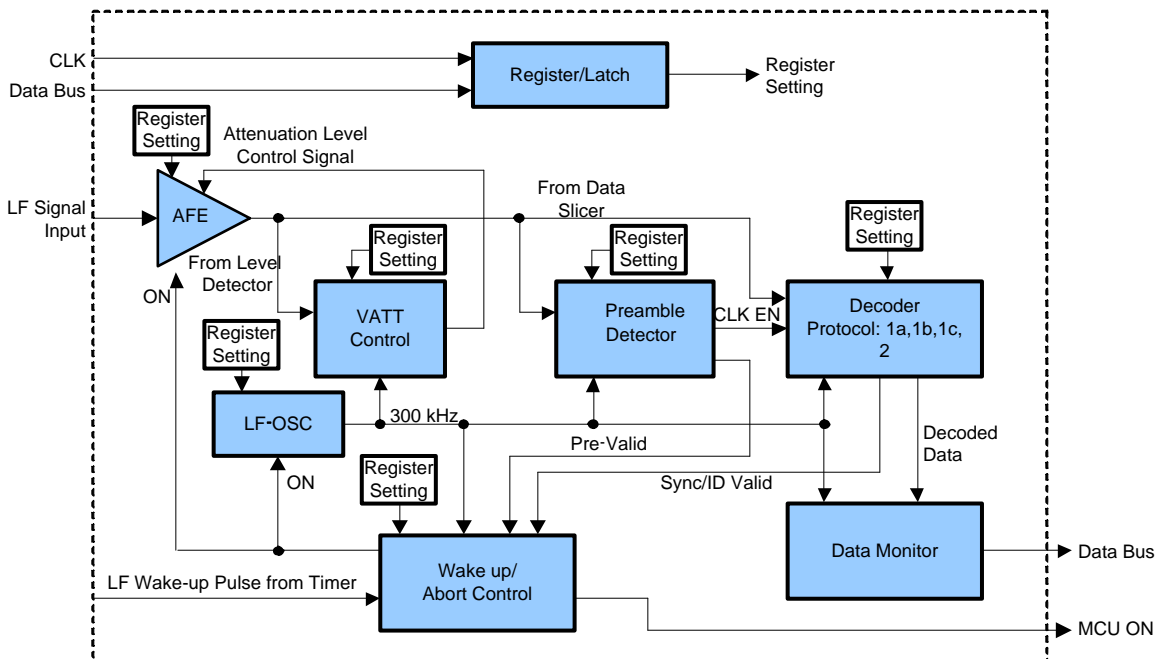 CLK
Data Bus
Register/Latch
Register
Setting
Register
Setting
Attenuation Level
Control Signal
LF Signal
Input
AFE
From Data
Slicer
From Level
Detector
ON
Register
Setting
VATT
Control
Register
Setting
Preamble
Detector
CLK EN
Register
Setting
Decoder
Protocol: 1a,1b,1c,
2
Register
Setting
LF-OSC
300 kHz
ON
Pre-Valid
Sync/ID Valid
Decoded
Data
Register
Setting
Wake up/
Abort Control
LF Wake-up Pulse from Timer
Data Monitor
Data Bus
MCU ON